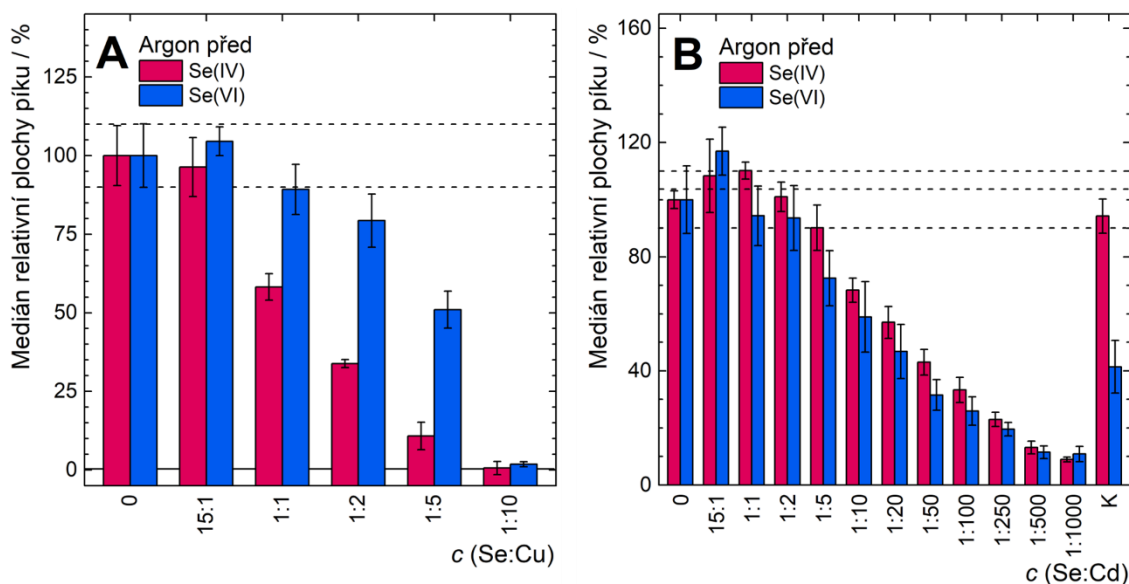 A
Argon před
Se(IV)
Se(VI)
Medián relativní plochy píku / %
125
100
75
50
25
0
0
15:1
1:1
1:2
1:5
1:10
c (Se:Cu)
B
Argon před
Se(IV)
Se(VI)
Medián relativní plochy píku / %
160
120
80
40
0
0
15:1
1:1
1:2
1:5
1:10
1:20
1:50
1:100
1:250
1:500
1:1000
K
c (Se:Cd)